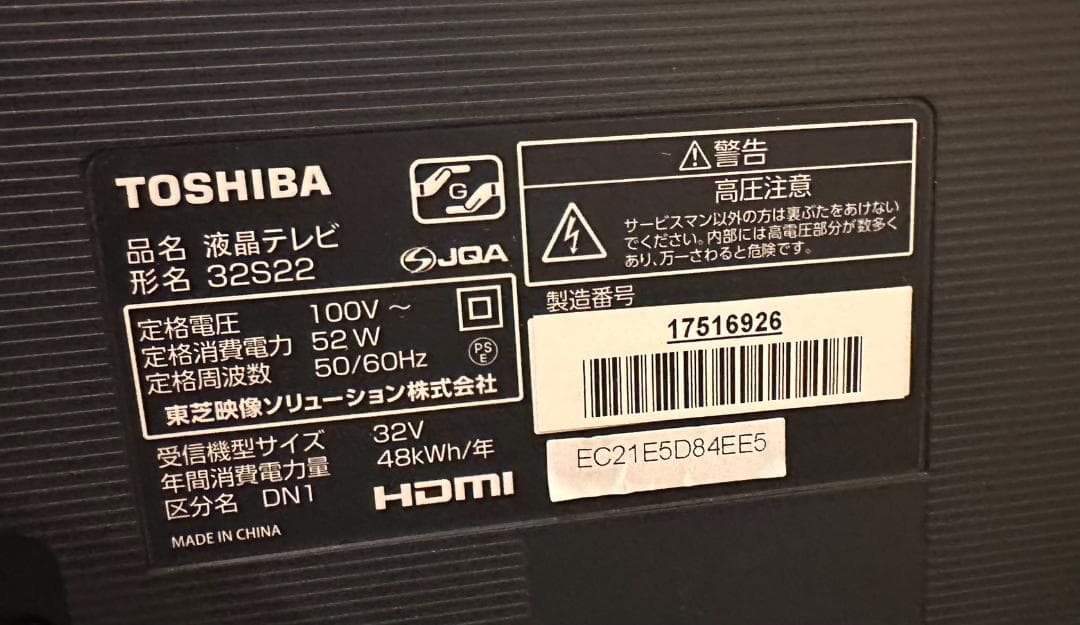 TOSHIBA
G
品名 液晶テレビ
形名 32S22
JQA
定格電圧 100V ～
定格消費電力 52W
定格周波数 50/60Hz
PS
E
東芝映像ソリューション株式会社
受信機型サイズ 32V
年間消費電力量 48kWh/年
区分名 DN1
HDMI
MADE IN CHINA
警告
高圧注意
サービスマン以外の方は裏ぶたをあけない
でください。内部には高電圧部分が数多く
あり、万一さわると危険です。
製造番号
17516926
EC21E5D84EE5